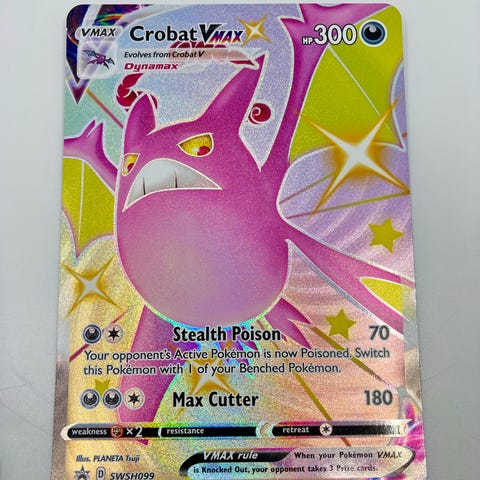 VMAX Crobat VMAX HP 300
Evolves from Crobat V
Dynamax
Stealth Poison 70
Your opponent's Active Pokémon is now Poisoned. Switch
this Pokémon with 1 of your Benched Pokémon.
Max Cutter 180
weakness ×2 resistance retreat
Illus. PLANETA Tsuji
D SWSH099
VMAX rule When your Pokémon VMAX
is Knocked Out, your opponent takes 3 Prize cards.